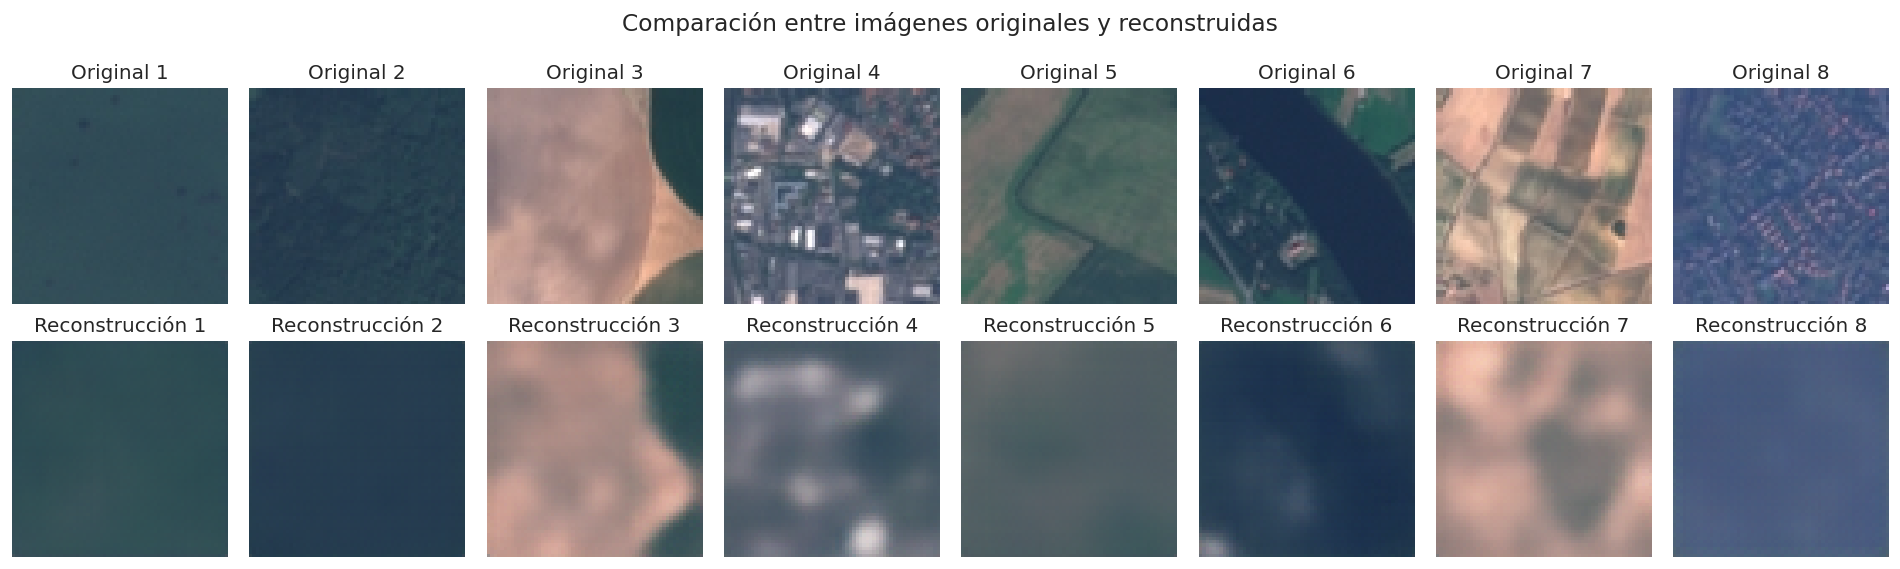 Comparación entre imágenes originales y reconstruidas
Original 1
Original 2
Original 3
Original 4
Original 5
Original 6
Original 7
Original 8
Reconstrucción 1
Reconstrucción 2
Reconstrucción 3
Reconstrucción 4
Reconstrucción 5
Reconstrucción 6
Reconstrucción 7
Reconstrucción 8